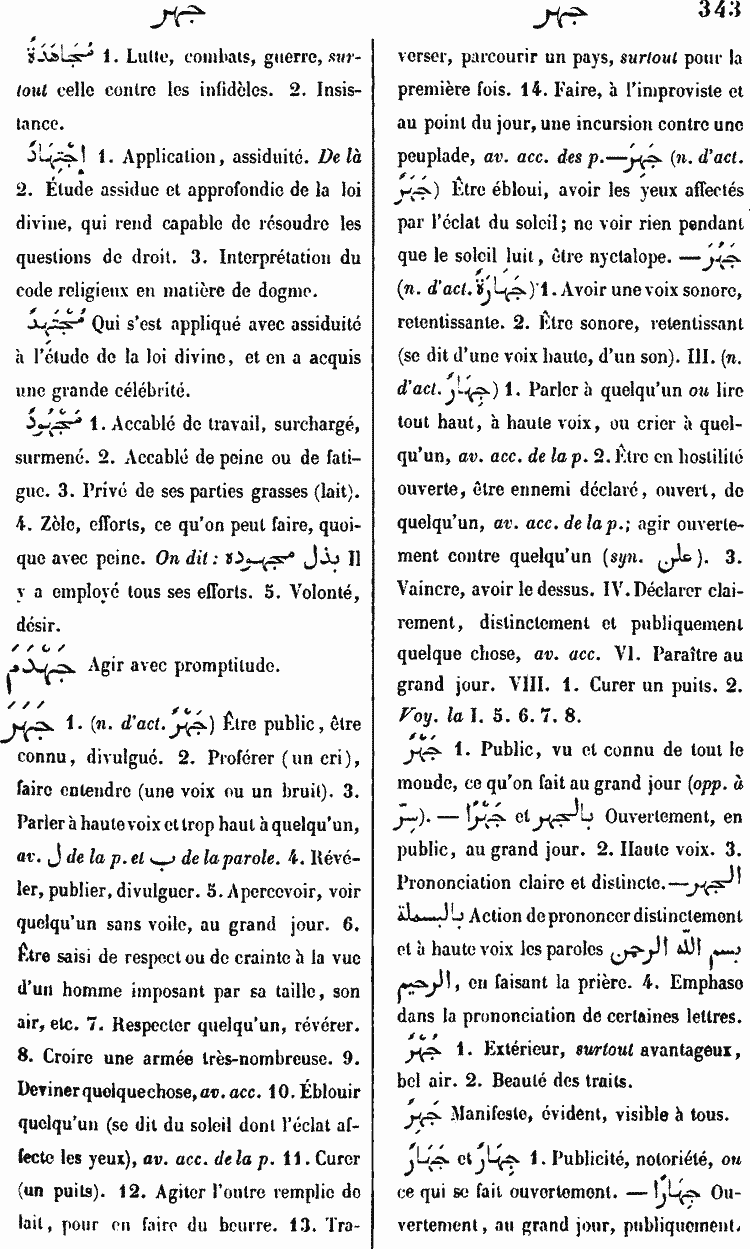 جهر
جهر
343
مُجَاهَدَةٌ 1. Lutte, combats, guerre, sur-
tout celle contre les infidèles. 2. Insis-
tance.
إِجْتِهَادٌ 1. Application, assiduité. De là
2. Étude assidue et approfondie de la loi
divine, qui rend capable de résoudre les
questions de droit. 3. Interprétation du
code religieux en matière de dogme.
مُجْتَهِدٌ Qui s'est appliqué avec assiduité
à l'étude de la loi divine, et en a acquis
une grande célébrité.
مَجْهُودٌ 1. Accablé de travail, surchargé,
surmené. 2. Accablé de peine ou de fati-
gue. 3. Privé de ses parties grasses (lait).
4. Zèle, efforts, ce qu'on peut faire, quoi-
que avec peine. On dit : بذل مجهوده Il
y a employé tous ses efforts. 5. Volonté,
désir.
جَهْدَمَ Agir avec promptitude.
جَهَرَ 1. (n. d'act. جَهْرٌ) Être public, être
connu, divulgué. 2. Proférer (un cri),
faire entendre (une voix ou un bruit). 3.
Parler à haute voix et trop haut à quelqu'un,
av. ل de la p. et ب de la parole. 4. Révé-
ler, publier, divulguer. 5. Apercevoir, voir
quelqu'un sans voile, au grand jour. 6.
Être saisi de respect ou de crainte à la vue
d'un homme imposant par sa taille, son
air, etc. 7. Respecter quelqu'un, révérer.
8. Croire une armée très-nombreuse. 9.
Deviner quelque chose, av. acc. 10. Éblouir
quelqu'un (se dit du soleil dont l'éclat af-
fecte les yeux), av. acc. de la p. 11. Curer
(un puits). 12. Agiter l'outre remplie de
lait, pour en faire du beurre. 13. Tra-
verser, parcourir un pays, surtout pour la
première fois. 14. Faire, à l'improviste et
au point du jour, une incursion contre une
peuplade, av. acc. des p.—جَهِرَ (n. d'act.
جَهَرٌ) Être ébloui, avoir les yeux affectés
par l'éclat du soleil; ne voir rien pendant
que le soleil luit, être nyctalope. —جَهُرَ
(n. d'act. جَهَارَةٌ) 1. Avoir une voix sonore,
retentissante. 2. Être sonore, retentissant
(se dit d'une voix haute, d'un son). III. (n.
d'act. جِهَارٌ) 1. Parler à quelqu'un ou lire
tout haut, à haute voix, ou crier à quel-
qu'un, av. acc. de la p. 2. Être en hostilité
ouverte, être ennemi déclaré, ouvert, de
quelqu'un, av. acc. de la p.; agir ouverte-
ment contre quelqu'un (syn. علن). 3.
Vaincre, avoir le dessus. IV. Déclarer clai-
rement, distinctement et publiquement
quelque chose, av. acc. VI. Paraître au
grand jour. VIII. 1. Curer un puits. 2.
Voy. la I. 5. 6. 7. 8.
جَهْرٌ 1. Public, vu et connu de tout le
monde, ce qu'on fait au grand jour (opp. à
سِرّ). — جَهْرًا et بالجهر Ouvertement, en
public, au grand jour. 2. Haute voix. 3.
Prononciation claire et distincte.—الجهر
بالبسملة Action de prononcer distinctement
et à haute voix les paroles بسم الله الرحمن
الرحيم, en faisant la prière. 4. Emphase
dans la prononciation de certaines lettres.
جُهْرٌ 1. Extérieur, surtout avantageux,
bel air. 2. Beauté des traits.
جَهِرٌ Manifeste, évident, visible à tous.
جَهَارٌ et جِهَارٌ 1. Publicité, notoriété, ou
ce qui se fait ouvertement. — جِهَارًا Ou-
vertement, au grand jour, publiquement.